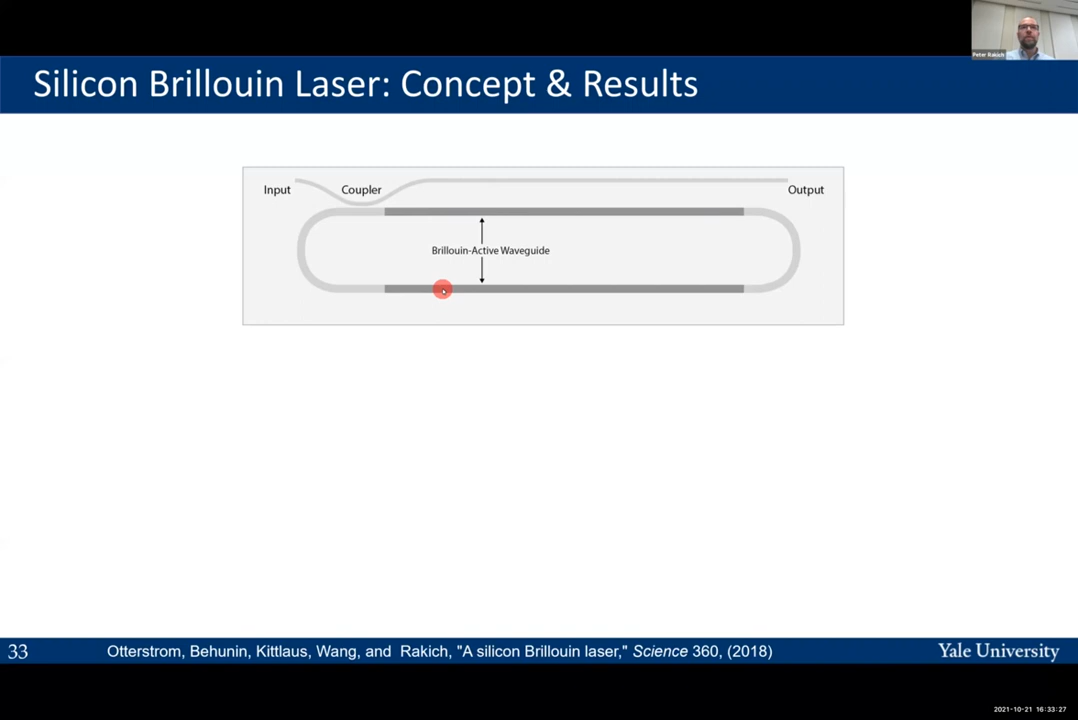 Peter Rakich
Silicon Brillouin Laser: Concept & Results
Input
Coupler
Output
Brillouin-Active Waveguide
33
Otterstrom, Behunin, Kittlaus, Wang, and Rakich, "A silicon Brillouin laser," Science 360, (2018)
Yale University
2021-10-21 16:33:27